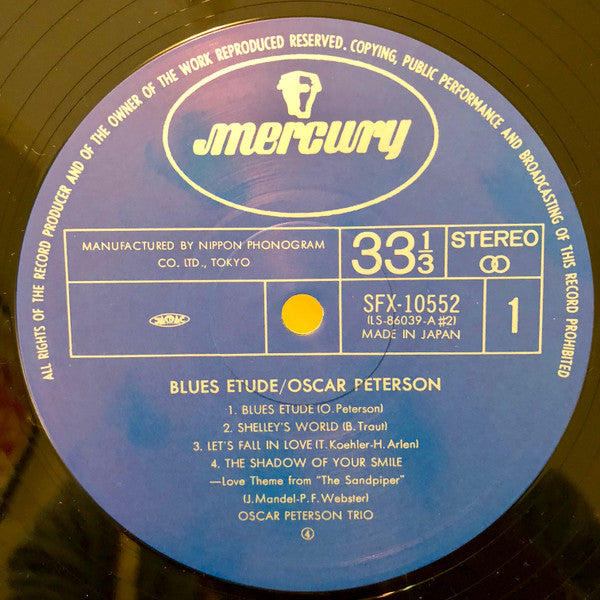 ALL RIGHTS OF THE RECORD PRODUCER AND OF THE OWNER OF THE WORK REPRODUCED RESERVED. COPYING, PUBLIC PERFORMANCE AND BROADCASTING OF THIS RECORD PROHIBITED
mercury
MANUFACTURED BY NIPPON PHONOGRAM
CO. LTD., TOKYO
33 1/3
STEREO
SFX-10552
(LS-86039-A #2)
MADE IN JAPAN
1
BLUES ETUDE/OSCAR PETERSON
1. BLUES ETUDE(O. Peterson)
2. SHELLEY'S WORLD (B. Traut)
3. LET'S FALL IN LOVE (T. Koehler-H. Arlen)
4. THE SHADOW OF YOUR SMILE
—Love Theme from "The Sandpiper"
(J. Mandel-P. F. Webster)
OSCAR PETERSON TRIO
④